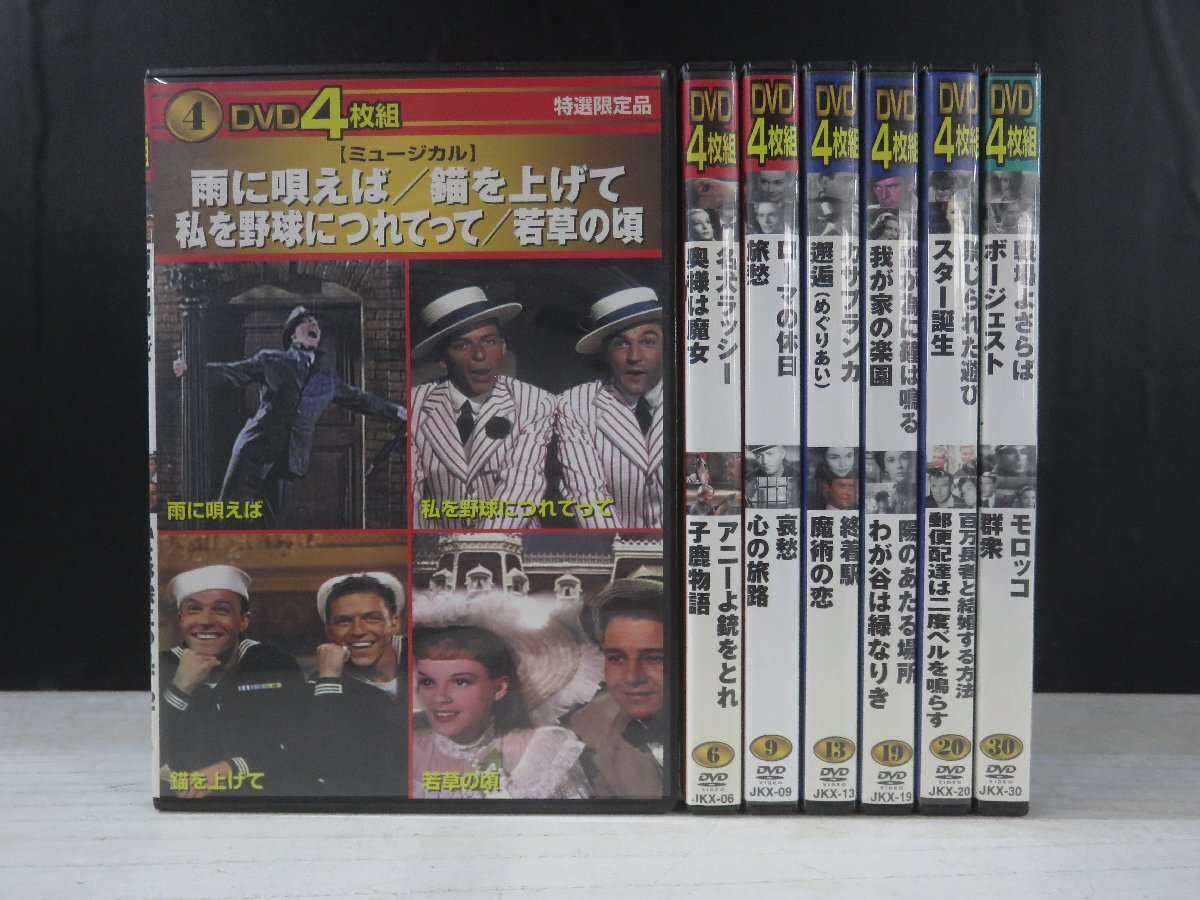 4
DVD4枚組
特選限定品
【ミュージカル】
雨に唄えば／錨を上げて
私を野球につれてって／若草の頃
雨に唄えば
私を野球につれてって
錨を上げて
若草の頃
DVD
4枚組
名犬ラッシー
奥様は魔女
アニーよ銃をとれ
子鹿物語
6
DVD
VIDEO
JKX-06
DVD
4枚組
ローマの休日
旅愁
哀愁
心の旅路
9
DVD
VIDEO
JKX-09
DVD
4枚組
カサブランカ
邂逅(めぐりあい)
終着駅
魔術の恋
13
DVD
VIDEO
JKX-13
DVD
4枚組
誰が為に鐘は鳴る
我が家の楽園
陽のあたる場所
わが谷は緑なりき
19
DVD
VIDEO
JKX-19
DVD
4枚組
禁じられた遊び
スター誕生
百万長者と結婚する方法
郵便配達は二度ベルを鳴らす
20
DVD
VIDEO
JKX-20
DVD
4枚組
戦場よさらば
ボージェスト
モロッコ
群衆
30
DVD
VIDEO
JKX-30